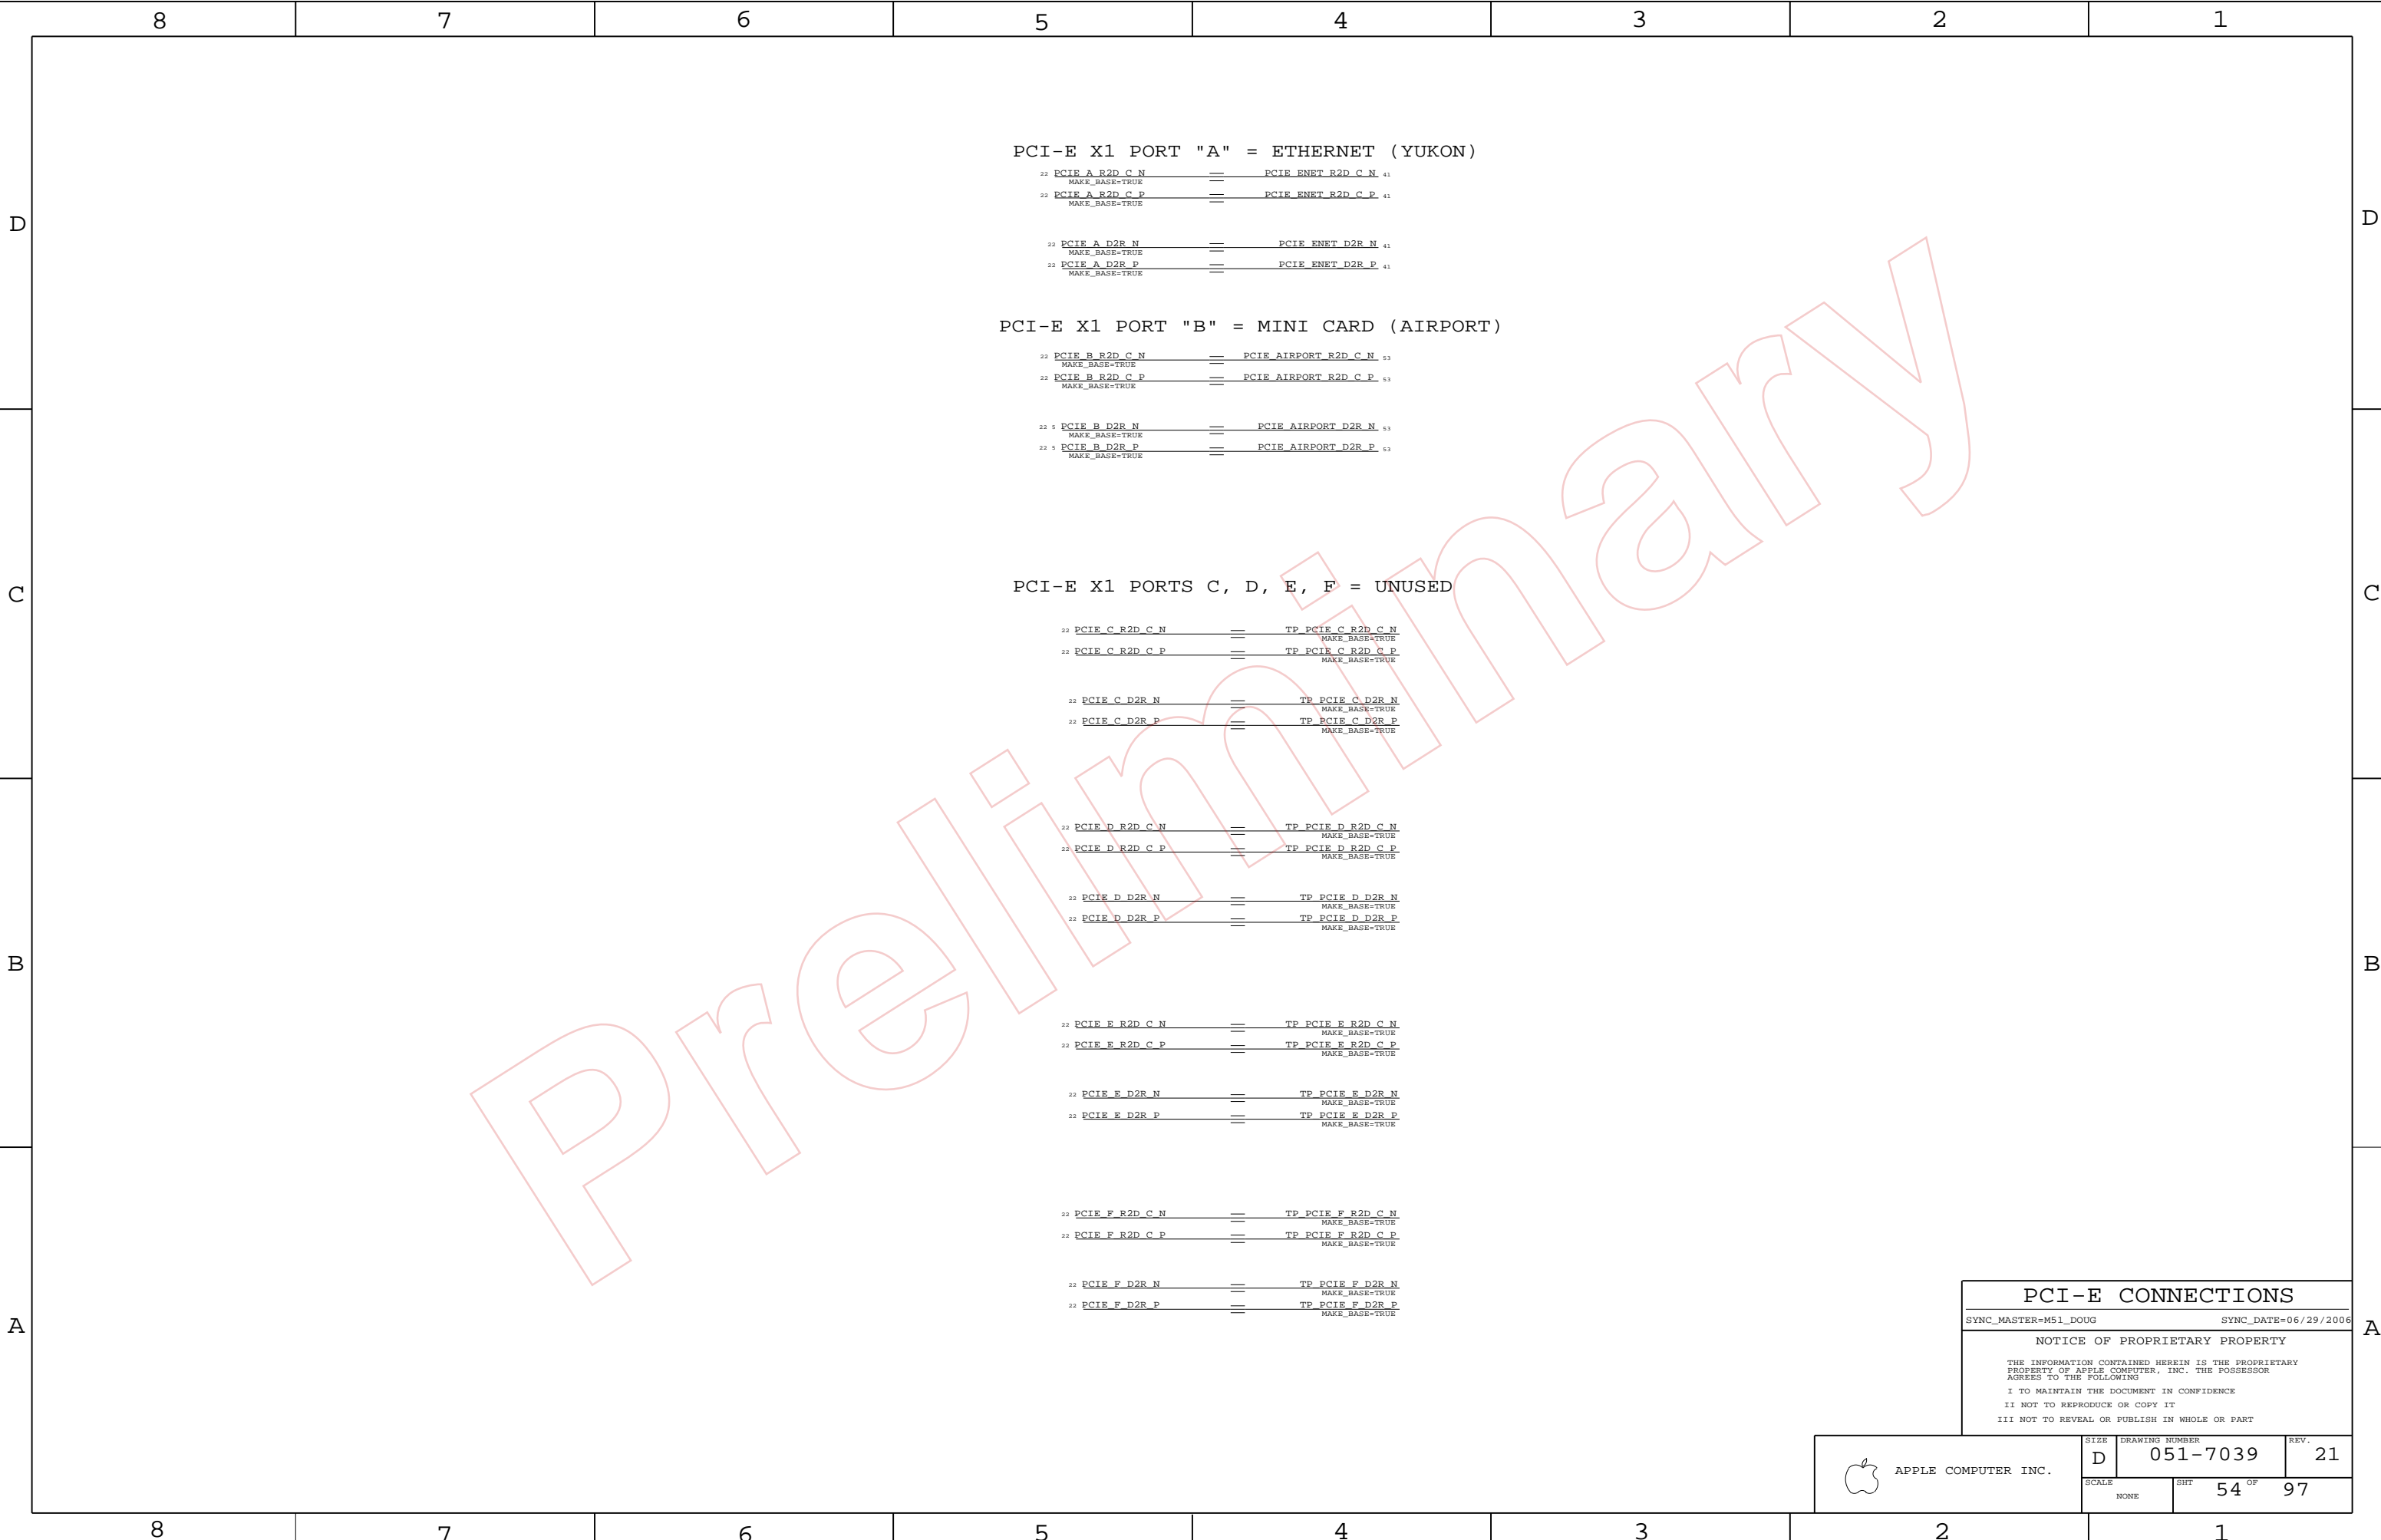 8 7 6 5 4 3 2 1
PCI-E X1 PORT "A" = ETHERNET (YUKON)
22 PCIE_A_R2D_C_N PCIE_ENET_R2D_C_N 41
MAKE_BASE=TRUE
22 PCIE_A_R2D_C_P PCIE_ENET_R2D_C_P 41
MAKE_BASE=TRUE
D D
22 PCIE_A_D2R_N PCIE_ENET_D2R_N 41
MAKE_BASE=TRUE
22 PCIE_A_D2R_P PCIE_ENET_D2R_P 41
MAKE_BASE=TRUE
PCI-E X1 PORT "B" = MINI CARD (AIRPORT)
22 PCIE_B_R2D_C_N PCIE_AIRPORT_R2D_C_N 53
MAKE_BASE=TRUE
22 PCIE_B_R2D_C_P PCIE_AIRPORT_R2D_C_P 53
MAKE_BASE=TRUE
22 5 PCIE_B_D2R_N PCIE_AIRPORT_D2R_N 53
MAKE_BASE=TRUE
22 5 PCIE_B_D2R_P PCIE_AIRPORT_D2R_P 53
MAKE_BASE=TRUE
PCI-E X1 PORTS C, D, E, F = UNUSED
C C
22 PCIE_C_R2D_C_N TP_PCIE_C_R2D_C_N
MAKE_BASE=TRUE
22 PCIE_C_R2D_C_P TP_PCIE_C_R2D_C_P
MAKE_BASE=TRUE
22 PCIE_C_D2R_N TP_PCIE_C_D2R_N
MAKE_BASE=TRUE
22 PCIE_C_D2R_P TP_PCIE_C_D2R_P
MAKE_BASE=TRUE
Preliminary
22 PCIE_D_R2D_C_N TP_PCIE_D_R2D_C_N
MAKE_BASE=TRUE
22 PCIE_D_R2D_C_P TP_PCIE_D_R2D_C_P
MAKE_BASE=TRUE
22 PCIE_D_D2R_N TP_PCIE_D_D2R_N
MAKE_BASE=TRUE
22 PCIE_D_D2R_P TP_PCIE_D_D2R_P
MAKE_BASE=TRUE
B B
22 PCIE_E_R2D_C_N TP_PCIE_E_R2D_C_N
MAKE_BASE=TRUE
22 PCIE_E_R2D_C_P TP_PCIE_E_R2D_C_P
MAKE_BASE=TRUE
22 PCIE_E_D2R_N TP_PCIE_E_D2R_N
MAKE_BASE=TRUE
22 PCIE_E_D2R_P TP_PCIE_E_D2R_P
MAKE_BASE=TRUE
22 PCIE_F_R2D_C_N TP_PCIE_F_R2D_C_N
MAKE_BASE=TRUE
22 PCIE_F_R2D_C_P TP_PCIE_F_R2D_C_P
MAKE_BASE=TRUE
22 PCIE_F_D2R_N TP_PCIE_F_D2R_N
MAKE_BASE=TRUE
22 PCIE_F_D2R_P TP_PCIE_F_D2R_P
MAKE_BASE=TRUE
A A
PCI-E CONNECTIONS
SYNC_MASTER=M51_DOUG SYNC_DATE=06/29/2006
NOTICE OF PROPRIETARY PROPERTY
THE INFORMATION CONTAINED HEREIN IS THE PROPRIETARY
PROPERTY OF APPLE COMPUTER, INC. THE POSSESSOR
AGREES TO THE FOLLOWING
I TO MAINTAIN THE DOCUMENT IN CONFIDENCE
II NOT TO REPRODUCE OR COPY IT
III NOT TO REVEAL OR PUBLISH IN WHOLE OR PART
APPLE COMPUTER INC.
SIZE DRAWING NUMBER REV.
D 051-7039 21
SCALE SHT OF
NONE 54 97
8 7 6 5 4 3 2 1